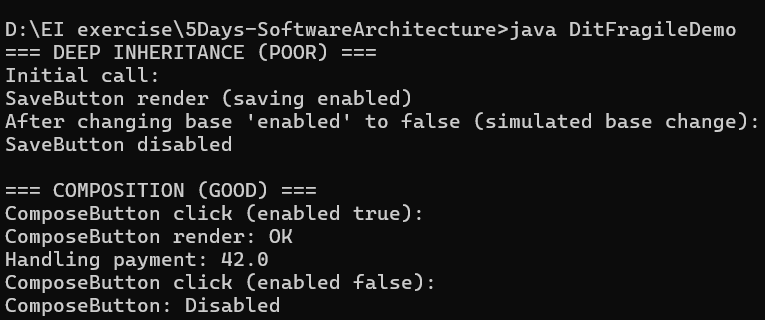 D:\EI exercise\5Days-SoftwareArchitecture>java DitFragileDemo
=== DEEP INHERITANCE (POOR) ===
Initial call:
SaveButton render (saving enabled)
After changing base 'enabled' to false (simulated base change):
SaveButton disabled

=== COMPOSITION (GOOD) ===
ComposeButton click (enabled true):
ComposeButton render: OK
Handling payment: 42.0
ComposeButton click (enabled false):
ComposeButton: Disabled